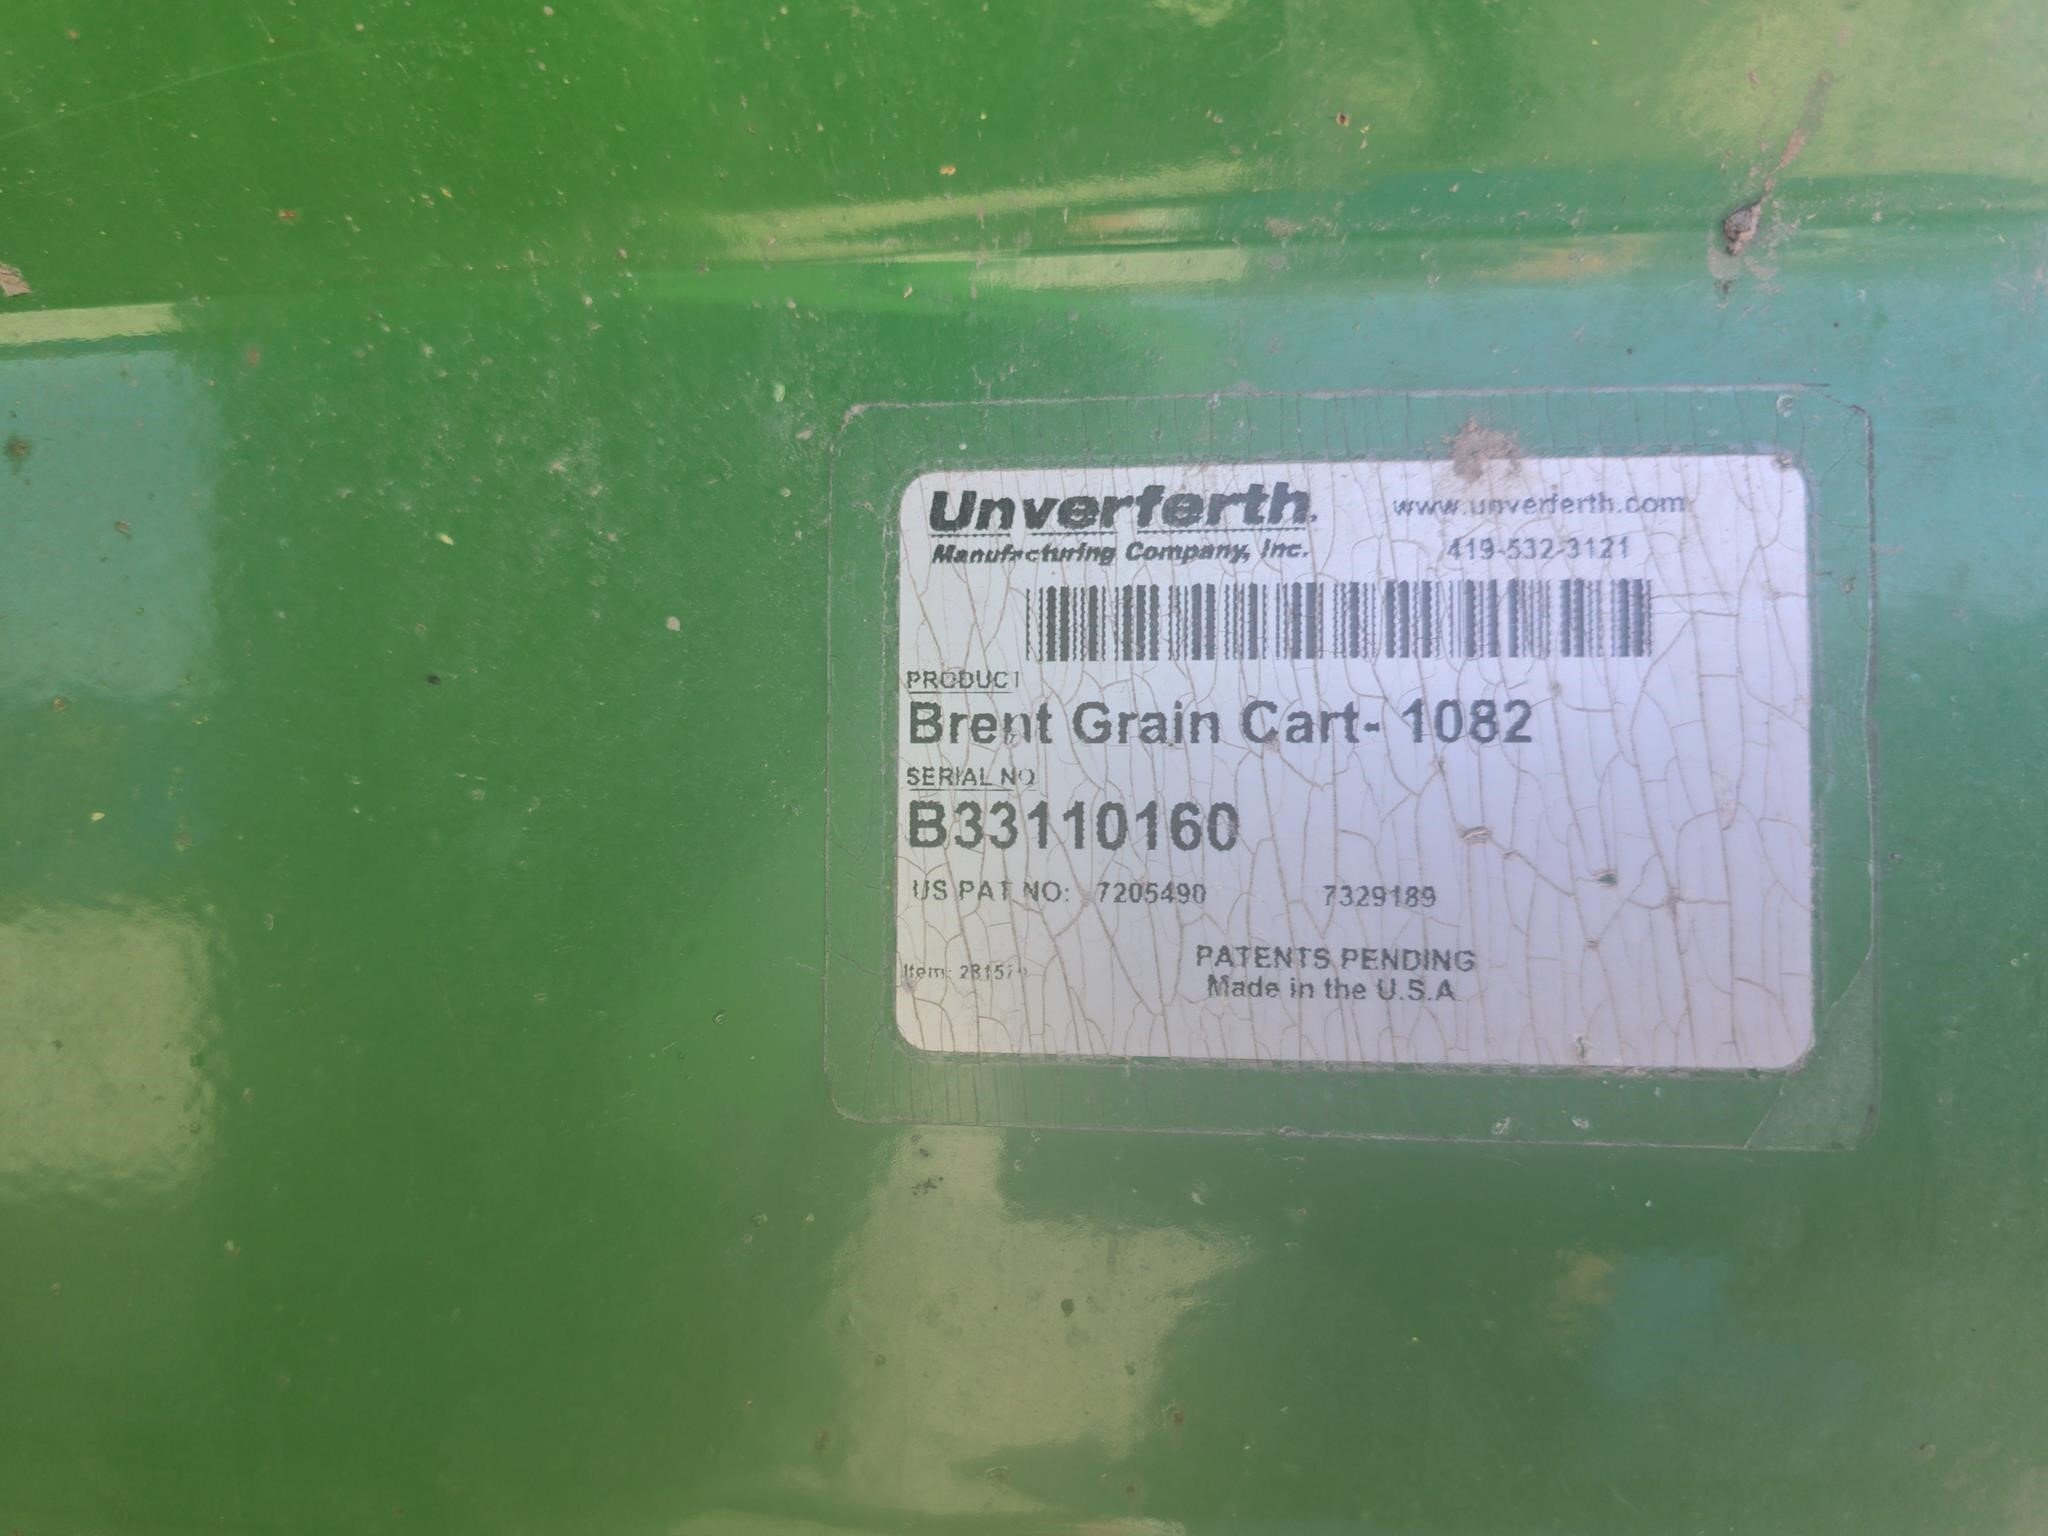 Unverferth.
www.unverferth.com
Manufacturing Company, Inc.
419-532-3121
PRODUCT
Brent Grain Cart- 1082
SERIAL NO
B33110160
US PAT NO: 7205490 7329189
PATENTS PENDING
Item:
Made in the U.S.A